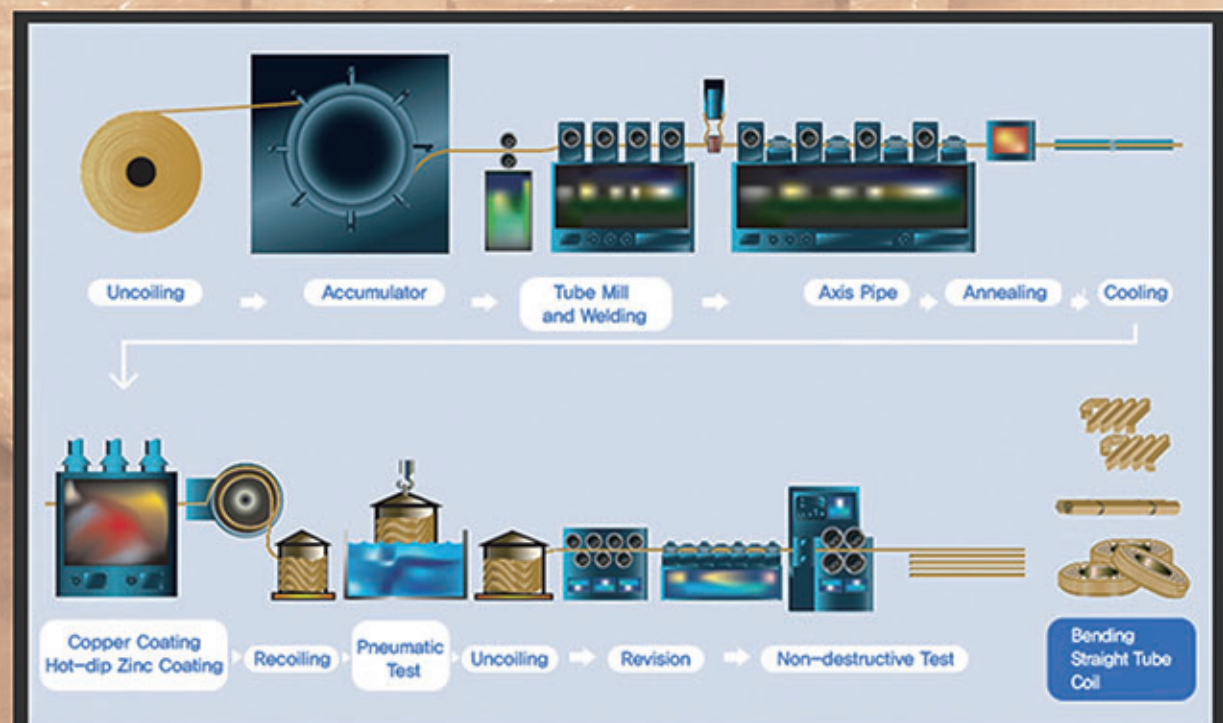 Uncoiling
Accumulator
Tube Mill
and Welding
Axis Pipe
Annealing
Cooling
Copper Coating
Hot-dip Zinc Coating
Recoiling
Pneumatic
Test
Uncoiling
Revision
Non-destructive Test
Bending
Straight Tube
Coil